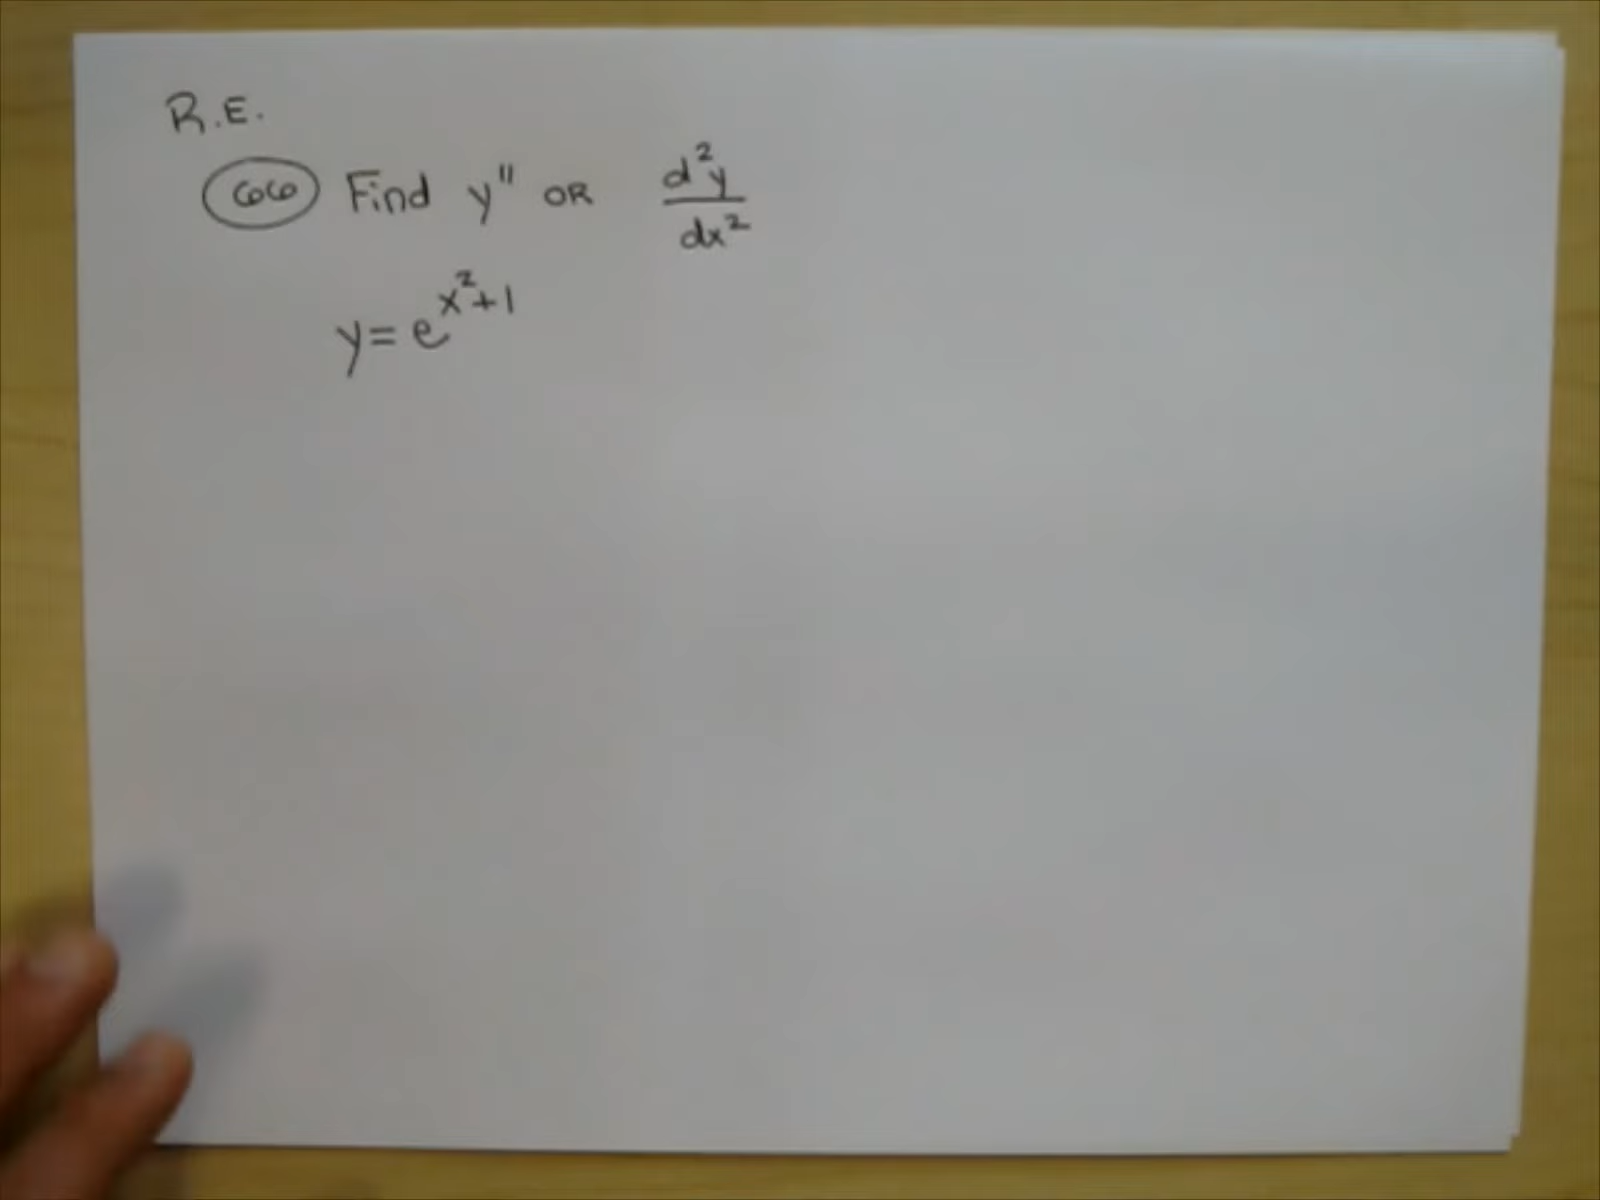 R.E.
66 Find y" OR d²y/dx²
y=e^{x²+1}